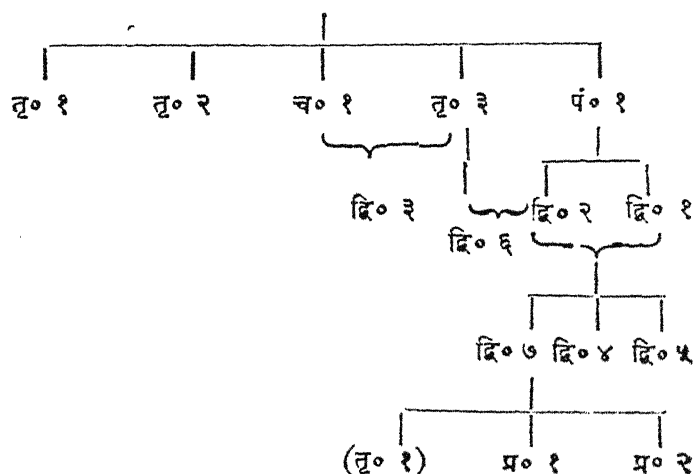 तृ० १ तृ० २ च० १ तृ० ३ पं० १
द्वि० ३ द्वि० २ द्वि० १
द्वि० ६
द्वि० ७ द्वि० ४ द्वि० ५
(तृ० १) प्र० १ प्र० २